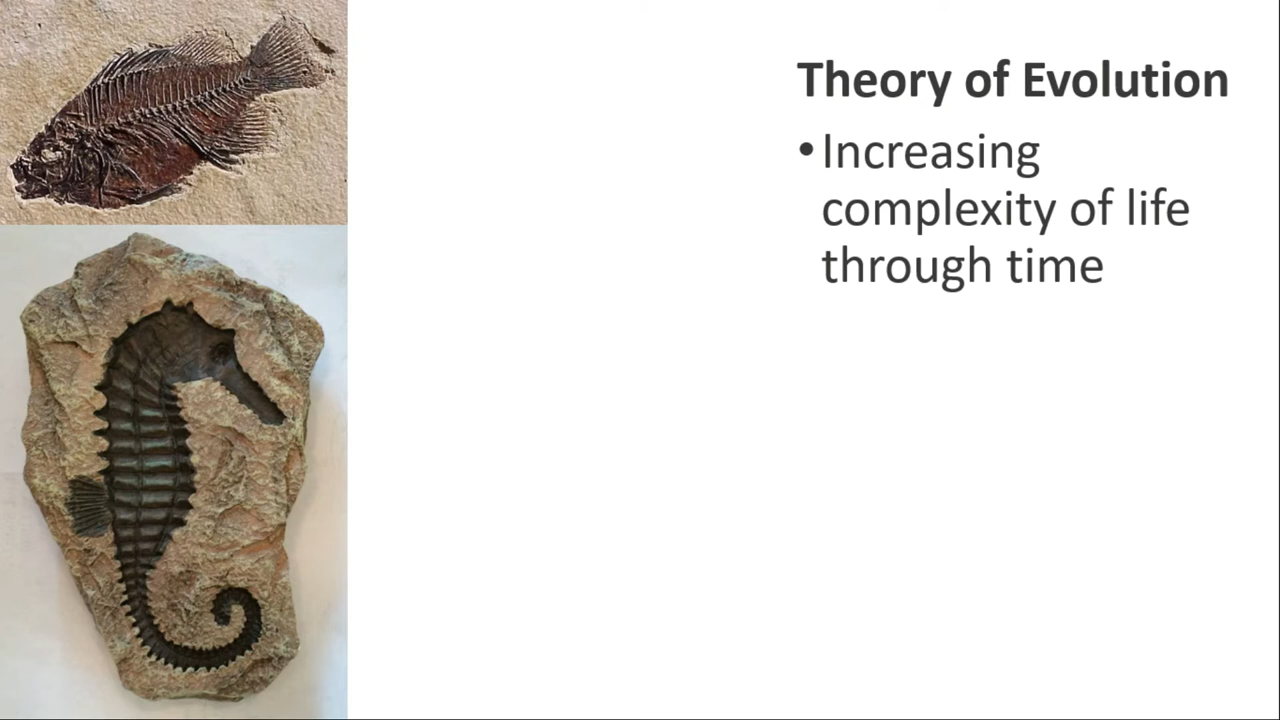 Theory of Evolution
•Increasing
complexity of life
through time